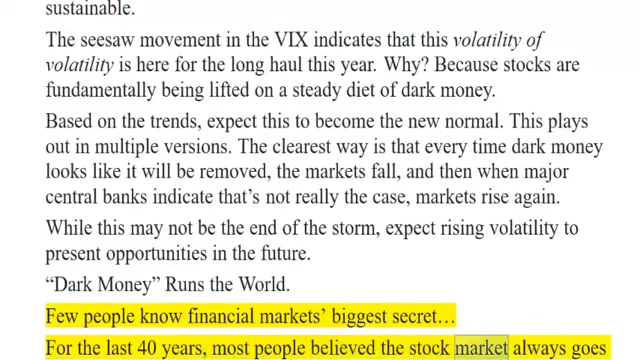 sustainable.
The seesaw movement in the VIX indicates that this volatility of
volatility is here for the long haul this year. Why? Because stocks are
fundamentally being lifted on a steady diet of dark money.
Based on the trends, expect this to become the new normal. This plays
out in multiple versions. The clearest way is that every time dark money
looks like it will be removed, the markets fall, and then when major
central banks indicate that’s not really the case, markets rise again.
While this may not be the end of the storm, expect rising volatility to
present opportunities in the future.
“Dark Money” Runs the World.
Few people know financial markets’ biggest secret…
For the last 40 years, most people believed the stock market always goes